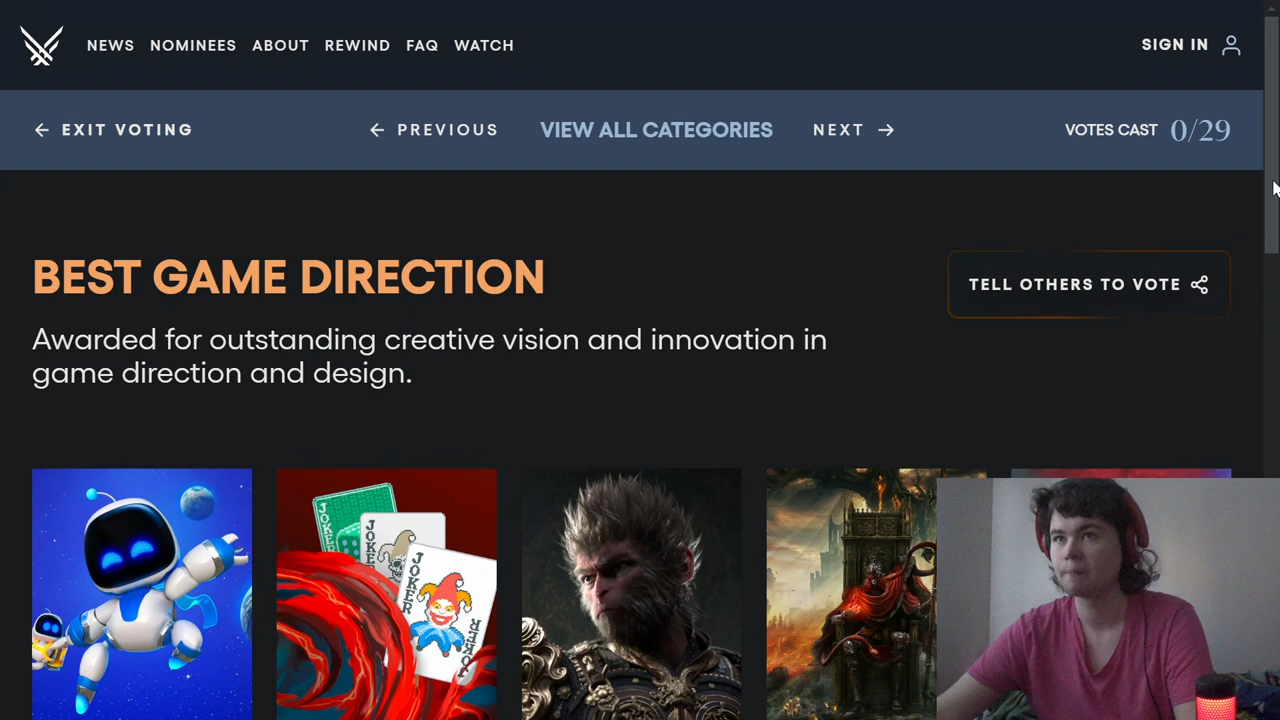 NEWS NOMINEES ABOUT REWIND FAQ WATCH SIGN IN
EXIT VOTING PREVIOUS VIEW ALL CATEGORIES NEXT VOTES CAST 0/29
BEST GAME DIRECTION
TELL OTHERS TO VOTE
Awarded for outstanding creative vision and innovation in
game direction and design.
JOKER
JOKER
JOKER
JOKER